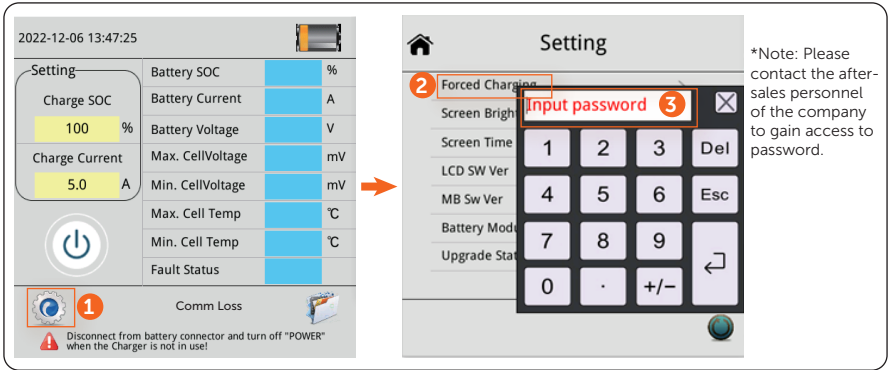 2022-12-06 13:47:25
Setting
Charge SOC
100 %
Charge Current
5.0 A
Battery SOC %
Battery Current A
Battery Voltage V
Max. CellVoltage mV
Min. CellVoltage mV
Max. Cell Temp ℃
Min. Cell Temp ℃
Fault Status
1
Comm Loss
Disconnect from battery connector and turn off "POWER"
when the Charger is not in use!
Setting
2 Forced Charging
Screen Brigh
Screen Time
LCD SW Ver
MB Sw Ver
Battery Modu
Upgrade Stat
Input password 3
1 2 3 Del
4 5 6 Esc
7 8 9
0 . +/−
*Note: Please
contact the after-
sales personnel
of the company
to gain access to
password.